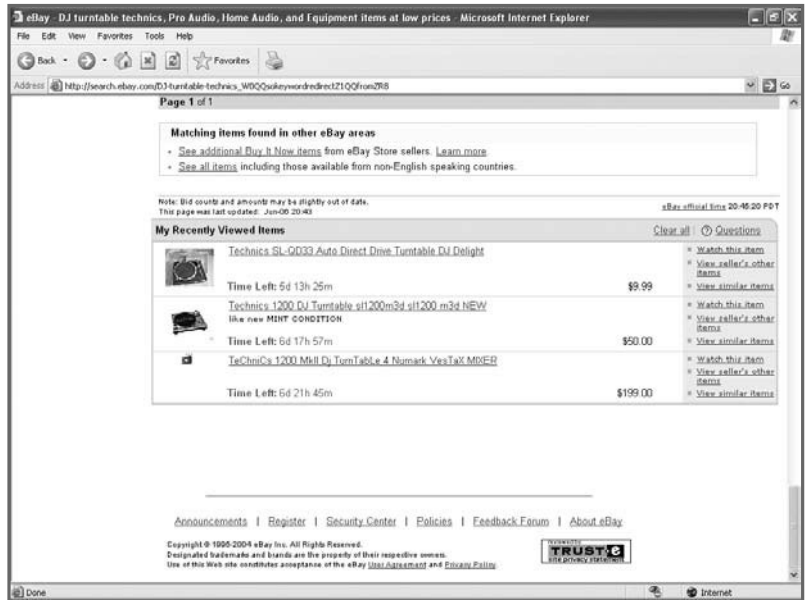 eBay - DJ turntable technics, Pro Audio, Home Audio, and Equipment items at low prices - Microsoft Internet Explorer
File Edit View Favorites Tools Help
Back Favorites
Address http://search.ebay.com/DJ-turntable-technics_W0QQsokeywordredirectZ1QQfromZR8 Go
Page 1 of 1
Matching items found in other eBay areas
See additional Buy It Now items from eBay Store sellers. Learn more
See all items including those available from non-English speaking countries.
Note: Bid counts and amounts may be slightly out of date.
This page was last updated: Jun-06 20:43
eBay official time 20:45:20 PDT
My Recently Viewed Items Clear all | Questions
Technics SL-QD33 Auto Direct Drive Turntable DJ Delight
Time Left: 5d 13h 25m $9.99
Watch this item
View seller's other
items
View similar items
Technics 1200 DJ Turntable sl1200m3d sl1200 m3d NEW
like new MINT CONDITION
Time Left: 6d 17h 57m $50.00
Watch this item
View seller's other
items
View similar items
TeChniCs 1200 MkII Dj TurnTabLe 4 Numark VesTaX MIXER
Time Left: 6d 21h 45m $199.00
Watch this item
View seller's other
items
View similar items
Announcements | Register | Security Center | Policies | Feedback Forum | About eBay
Copyright © 1995-2004 eBay Inc. All Rights Reserved.
Designated trademarks and brands are the property of their respective owners.
Use of this Web site constitutes acceptance of the eBay User Agreement and Privacy Policy.
reviewed by
TRUSTe
site privacy statement
Done Internet